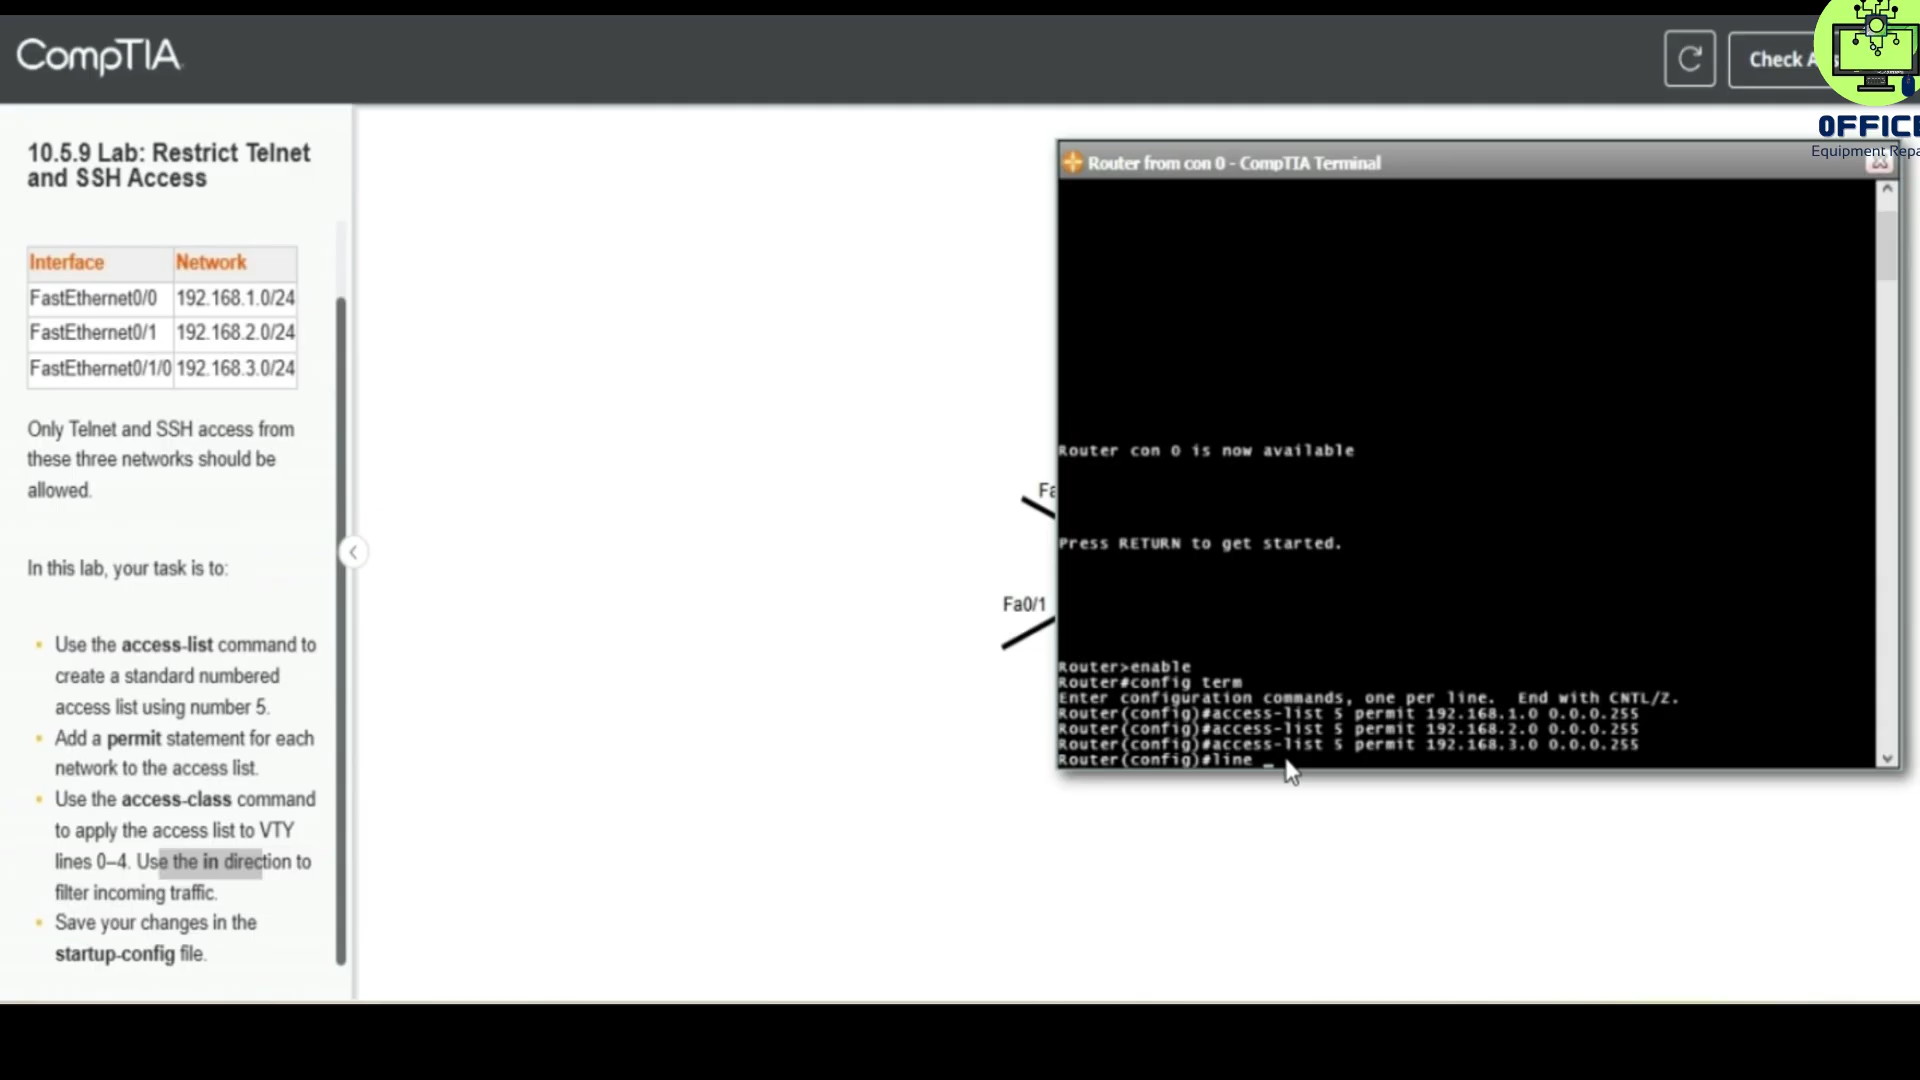 CompTIA
Check A
OFFICE
Equipment Repa
10.5.9 Lab: Restrict Telnet
and SSH Access
Interface Network
FastEthernet0/0 192.168.1.0/24
FastEthernet0/1 192.168.2.0/24
FastEthernet0/1/0 192.168.3.0/24
Only Telnet and SSH access from
these three networks should be
allowed.
In this lab, your task is to:
Use the access-list command to
create a standard numbered
access list using number 5.
Add a permit statement for each
network to the access list.
Use the access-class command
to apply the access list to VTY
lines 0–4. Use the in direction to
filter incoming traffic.
Save your changes in the
startup-config file.
Fa
Fa0/1
Router from con 0 - CompTIA Terminal
Router con 0 is now available
Press RETURN to get started.
Router>enable
Router#config term
Enter configuration commands, one per line. End with CNTL/Z.
Router(config)#access-list 5 permit 192.168.1.0 0.0.0.255
Router(config)#access-list 5 permit 192.168.2.0 0.0.0.255
Router(config)#access-list 5 permit 192.168.3.0 0.0.0.255
Router(config)#line _